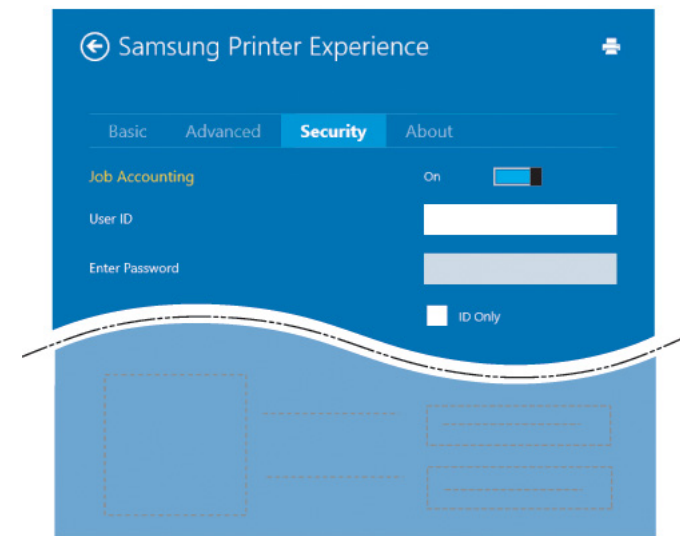 Samsung Printer Experience
Basic Advanced Security About
Job Accounting On
User ID
Enter Password
ID Only